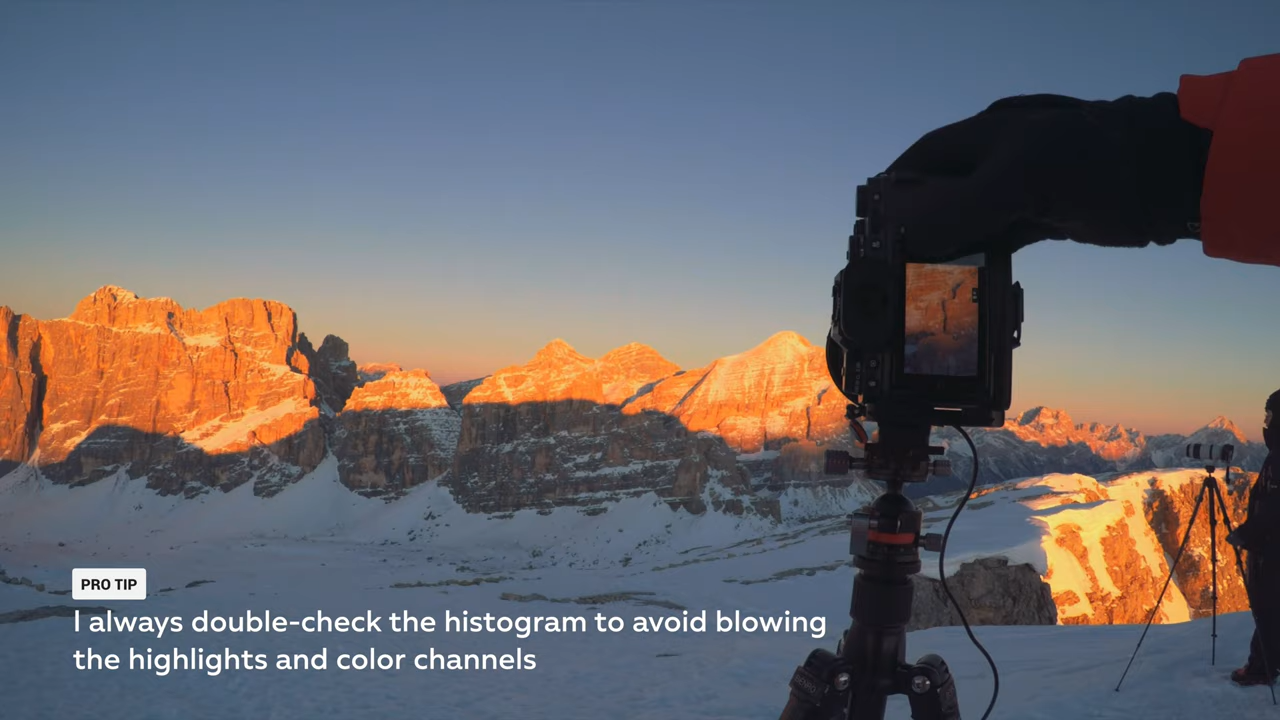 PRO TIP
I always double-check the histogram to avoid blowing
the highlights and color channels